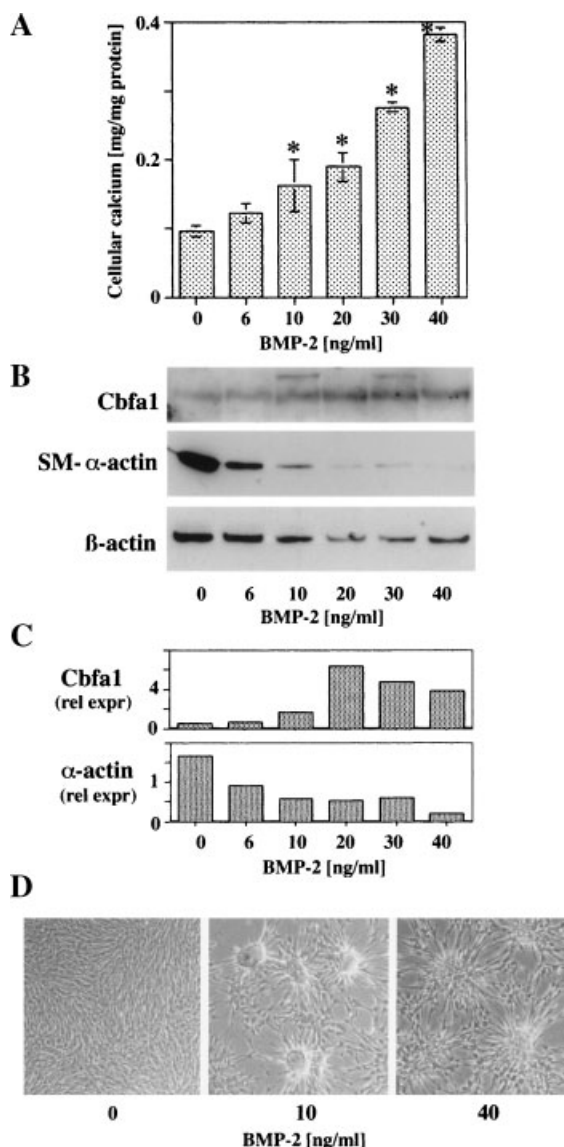 A
Cellular calcium [mg/mg protein]
0.4
0.2
0
* * * *
0 6 10 20 30 40
BMP-2 [ng/ml]
B
Cbfa1
SM- α-actin
ß-actin
0 6 10 20 30 40
BMP-2 [ng/ml]
C
Cbfa1
(rel expr)
4
0
α-actin
(rel expr)
1
0
0 6 10 20 30 40
BMP-2 [ng/ml]
D
0 10 40
BMP-2 [ng/ml]